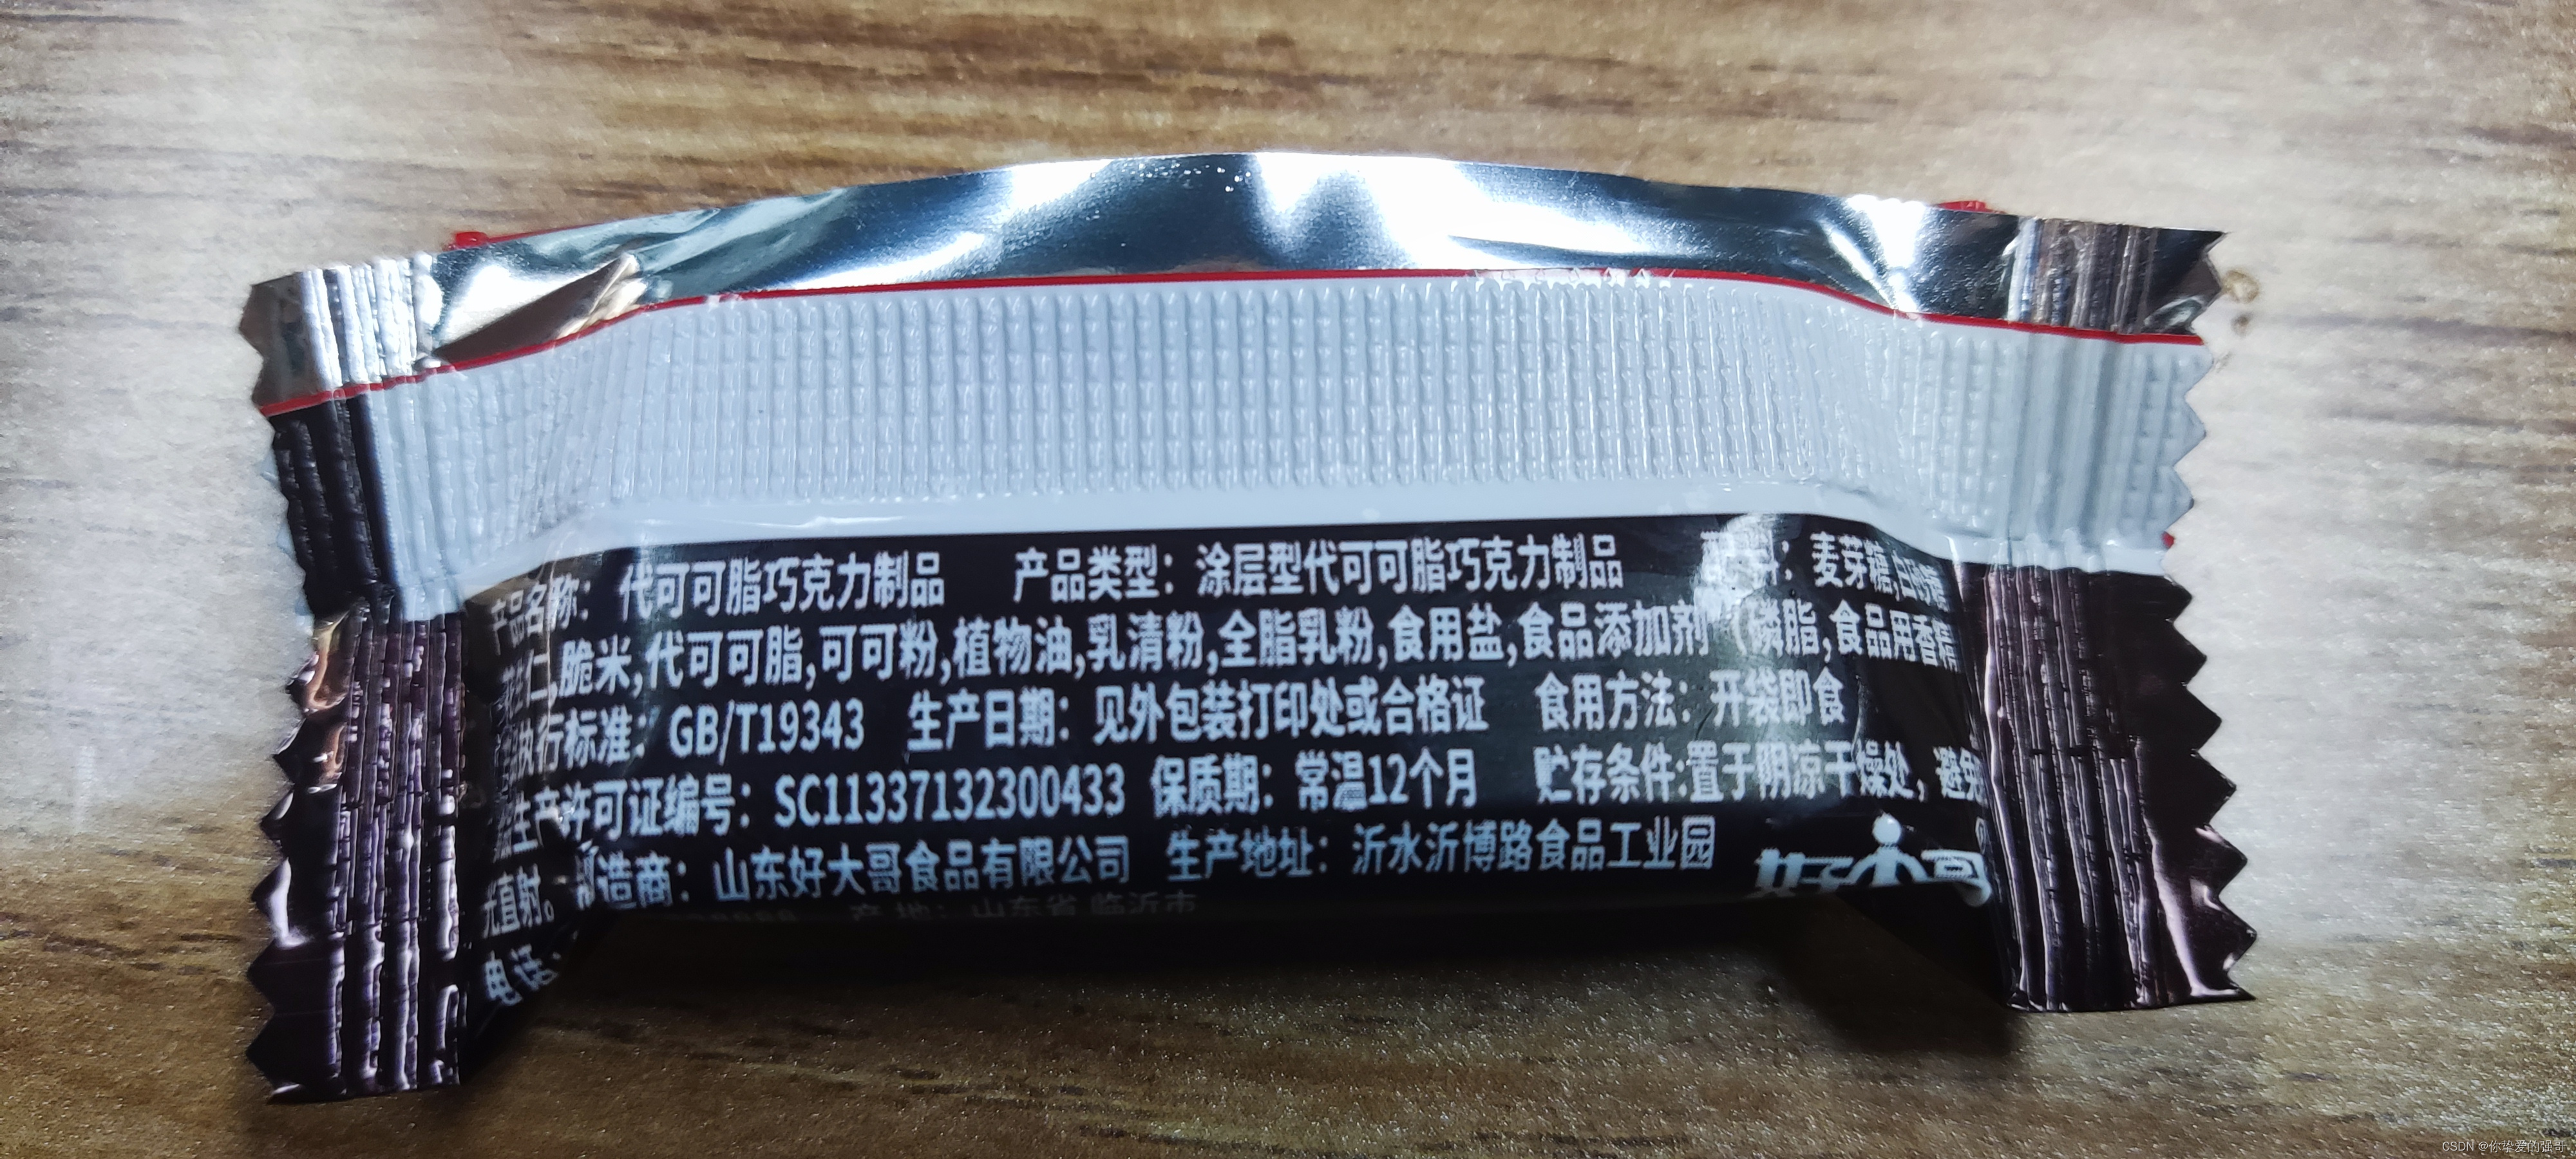 产品名称：代可可脂巧克力制品 产品类型：涂层型代可可脂巧克力制品 麦芽糖,白砂糖
仁,脆米,代可可脂,可可粉,植物油,乳清粉,全脂乳粉,食用盐,食品添加剂（磷脂,食品用香精
执行标准：GB/T19343 生产日期：见外包装打印处或合格证 食用方法：开袋即食
生产许可证编号：SC11337132300433 保质期：常温12个月 贮存条件:置于阴凉干燥处，避免
光直射。制造商：山东好大哥食品有限公司 生产地址：沂水沂博路食品工业园
电话： 产地：山东省 临沂市
CSDN @你挚爱的强哥